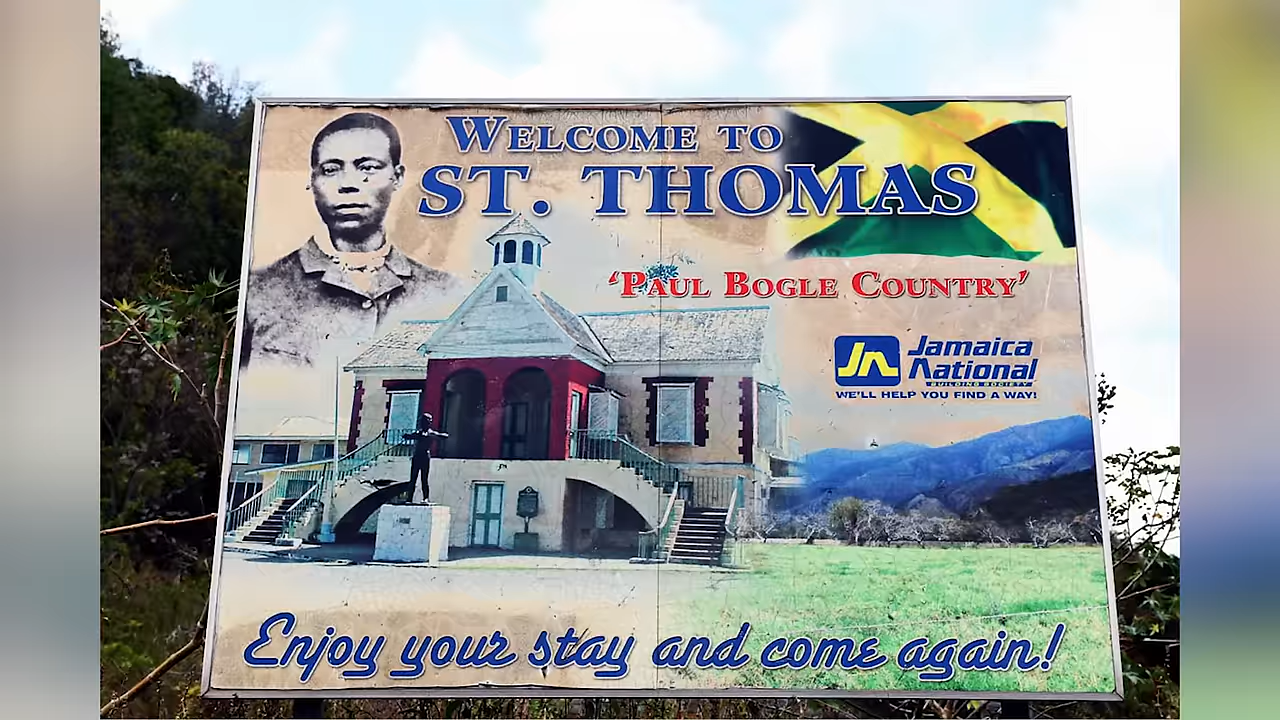 Welcome to
St. Thomas
'Paul Bogle Country'
JN Jamaica
National
BUILDING SOCIETY
WE'LL HELP YOU FIND A WAY!
Enjoy your stay and come again!